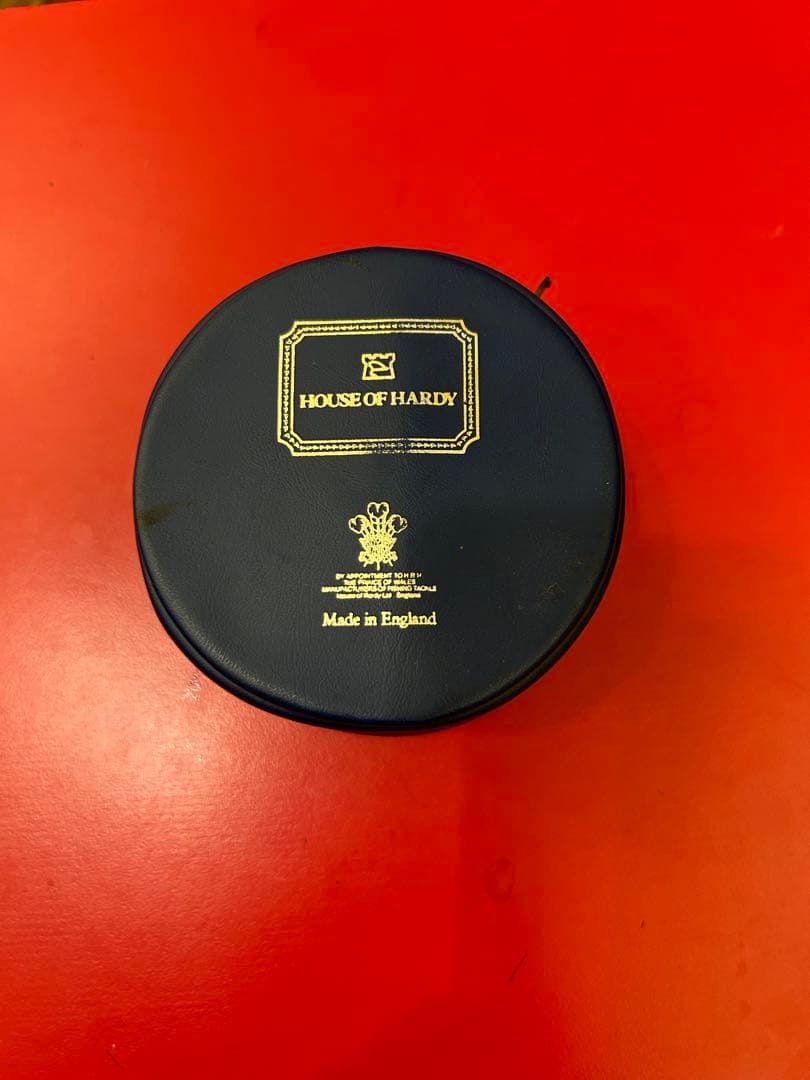 HOUSE OF HARDY
BY APPOINTMENT TO H R H
THE PRINCE OF WALES
MANUFACTURERS OF FISHING TACKLE
House of Hardy Ltd England
Made in England